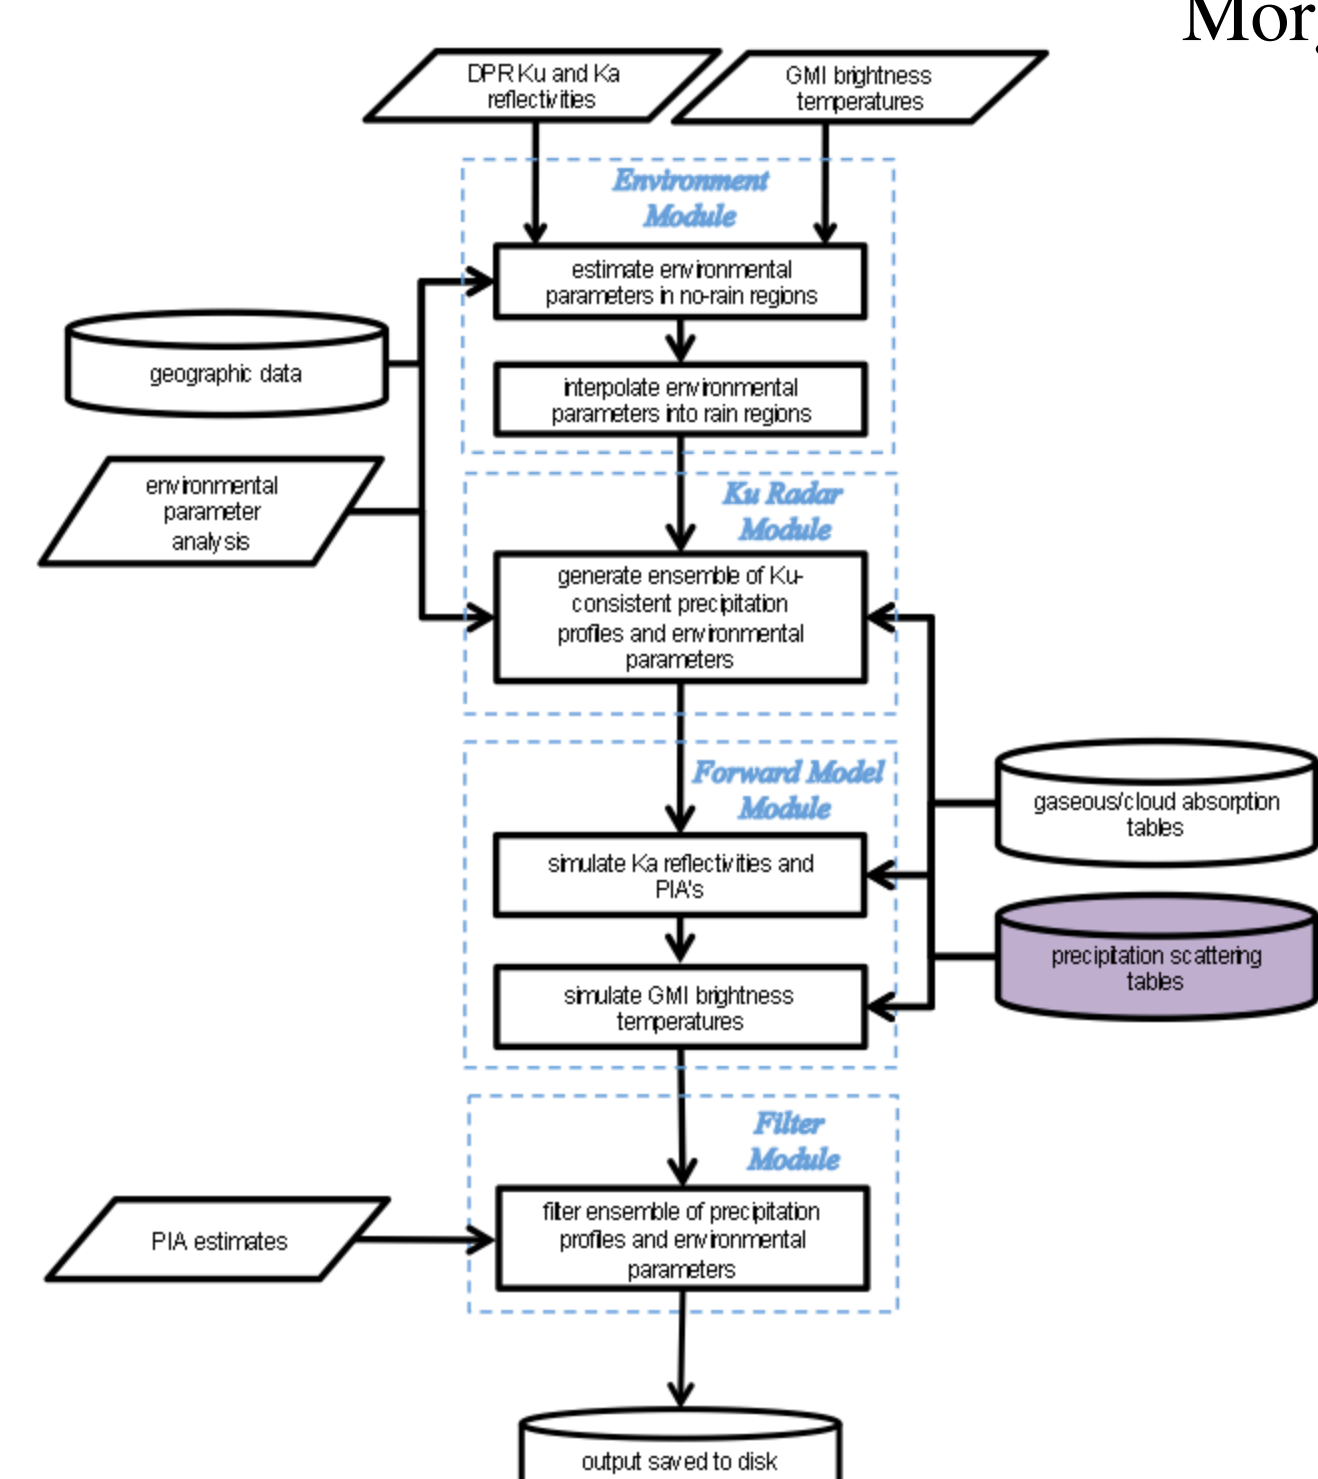 Mor
DPR Ku and Ka
reflectivities
GMI brightness
temperatures
Environment
Module
estimate environmental
parameters in no-rain regions
geographic data
interpolate environmental
parameters into rain regions
environmental
parameter
analysis
Ku Radar
Module
generate ensemble of Ku-
consistent precipitation
profiles and environmental
parameters
Forward Model
Module
gaseous/cloud absorption
tables
simulate Ka reflectivities and
PIA's
precipitation scattering
tables
simulate GMI brightness
temperatures
Filter
Module
PIA estimates
filter ensemble of precipitation
profiles and environmental
parameters
output saved to disk